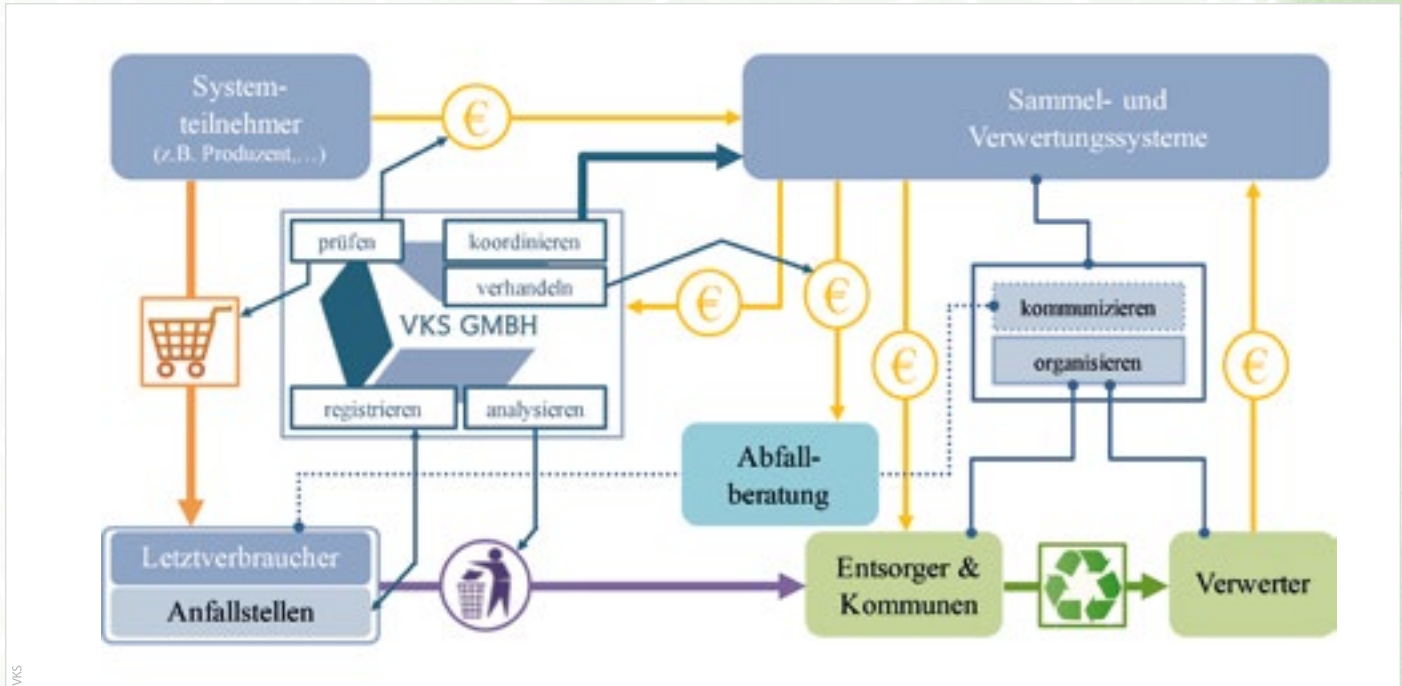 System-
teilnehmer
(z.B. Produzent,...)
€
Sammel- und
Verwertungssysteme
prüfen
koordinieren
verhandeln
VKS GMBH
registrieren
analysieren
€
€
€
€
kommunizieren
organisieren
Abfall-
beratung
Letztverbraucher
Anfallstellen
Entsorger &
Kommunen
Verwerter
VKS